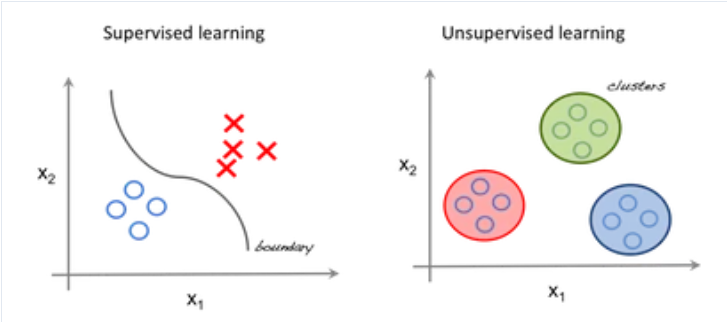 Supervised learning
X2
boundary
X1
Unsupervised learning
clusters
X2
X1